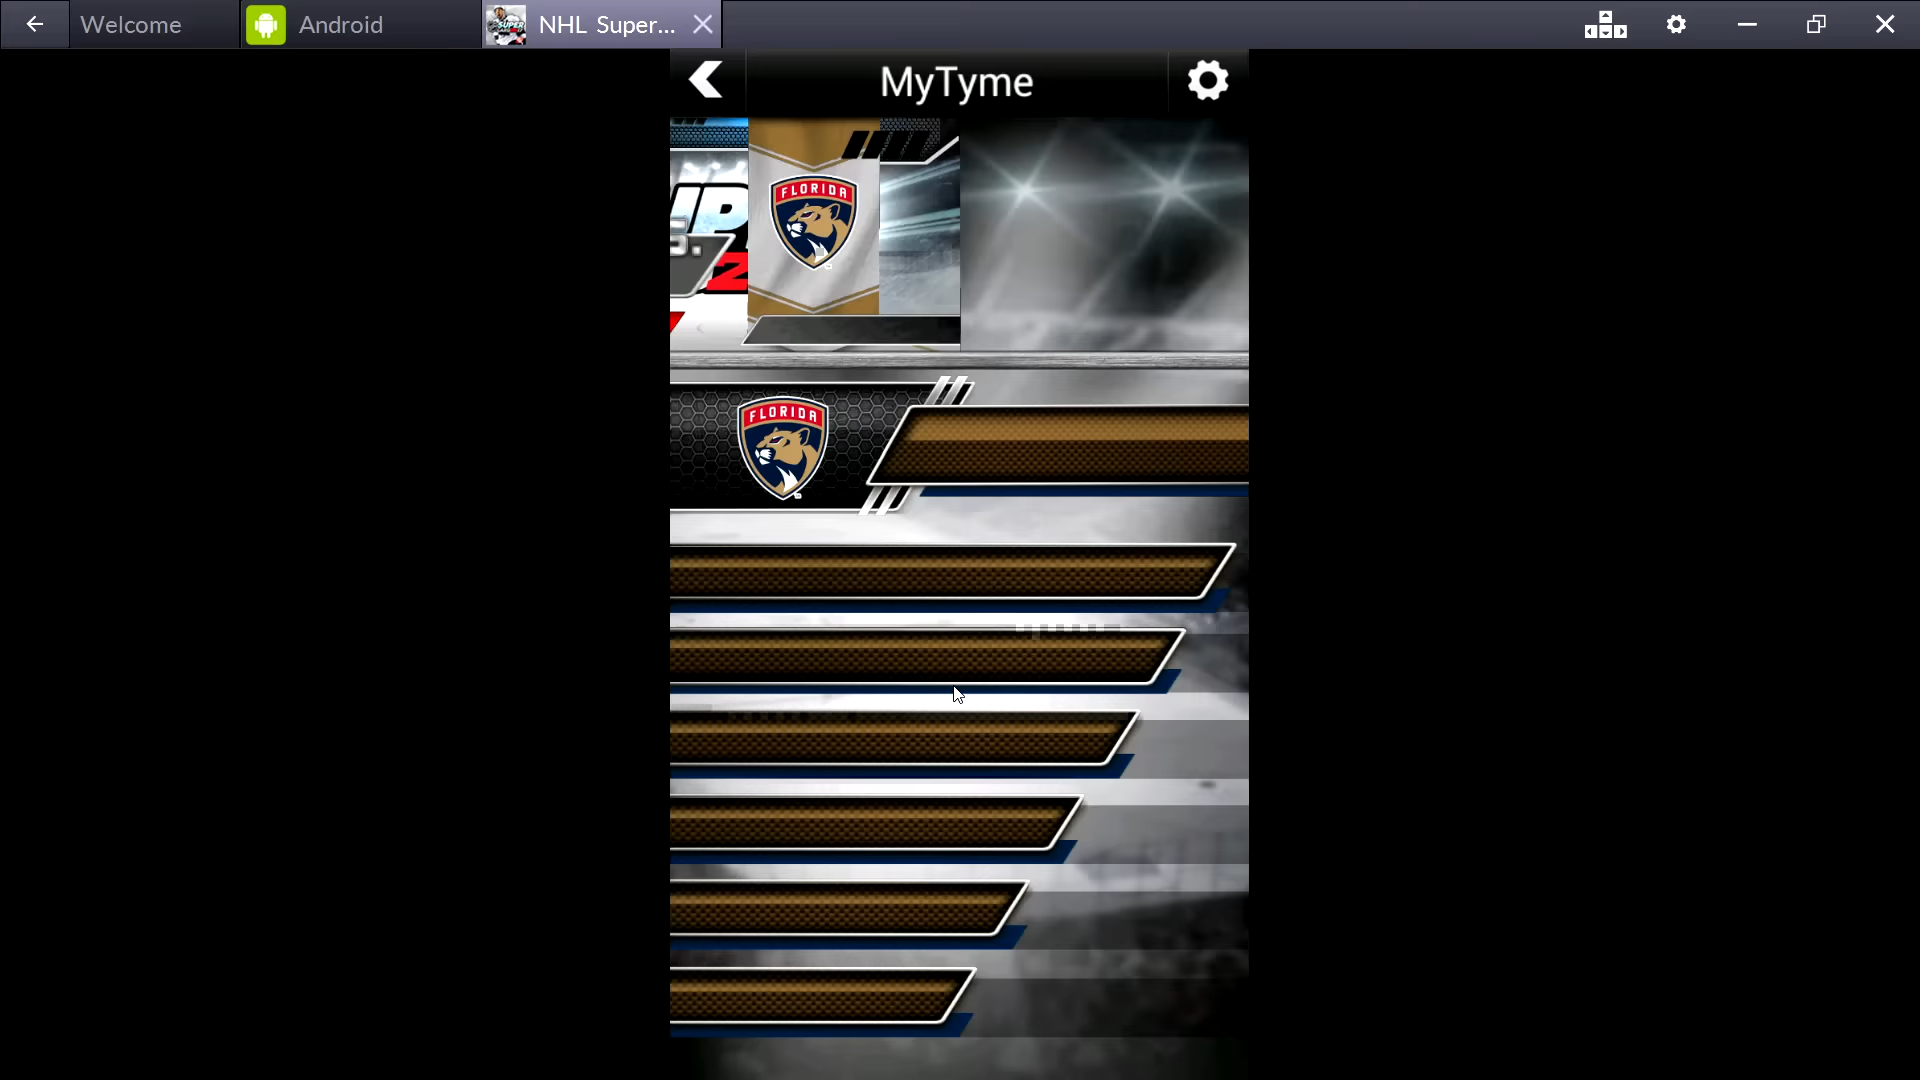 Welcome
Android
NHL Super...
MyTyme
FLORIDA
FLORIDA